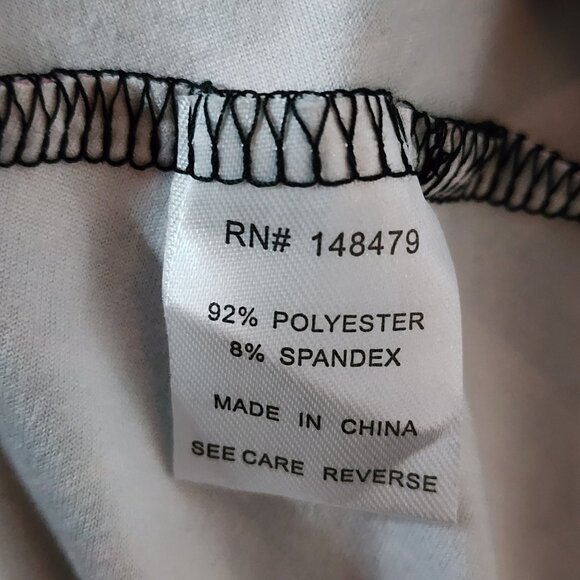 RN# 148479
92% POLYESTER
8% SPANDEX
MADE IN CHINA
SEE CARE REVERSE